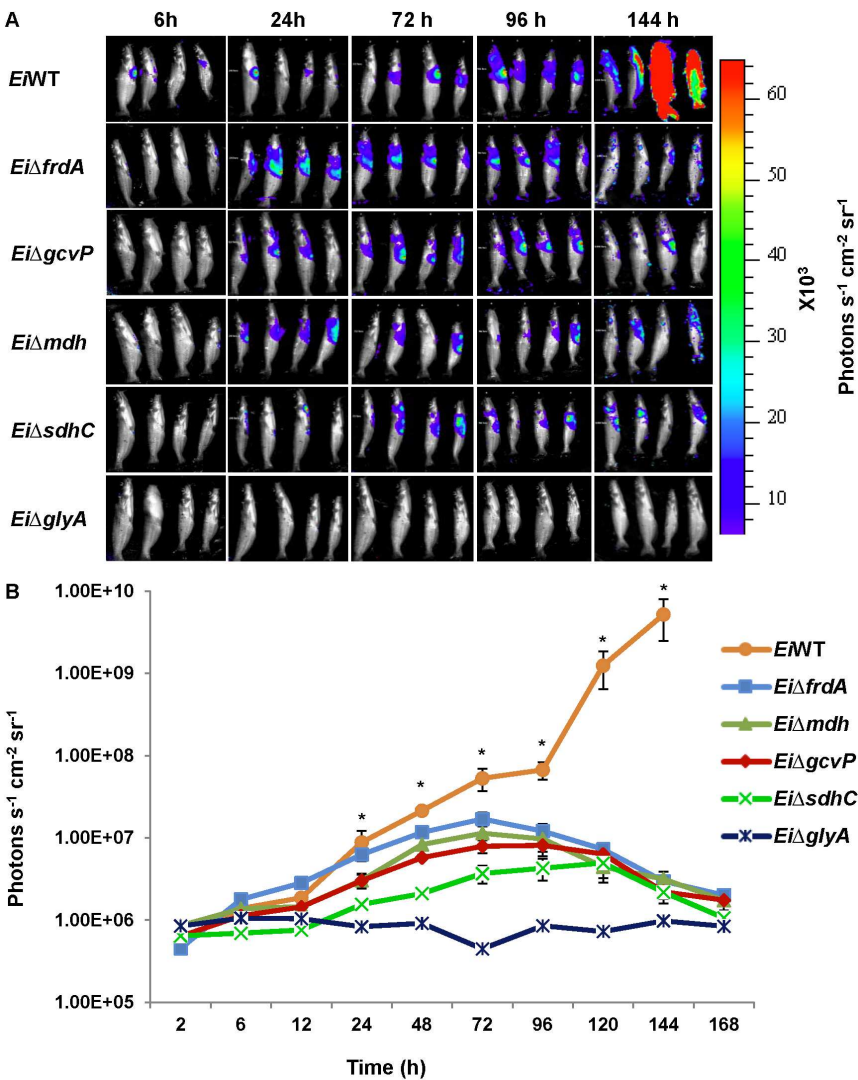 A
6h 24h 72 h 96 h 144 h
EiWT
EiΔfrdA
EiΔgcvP
EiΔmdh
EiΔsdhC
EiΔglyA
60
50
40
30
20
10
X10³
Photons s⁻¹ cm⁻² sr⁻¹
B
1.00E+10
1.00E+09
1.00E+08
1.00E+07
1.00E+06
1.00E+05
Photons s⁻¹ cm⁻² sr⁻¹
* * * * * * *
2 6 12 24 48 72 96 120 144 168
Time (h)
EiWT
EiΔfrdA
EiΔmdh
EiΔgcvP
EiΔsdhC
EiΔglyA